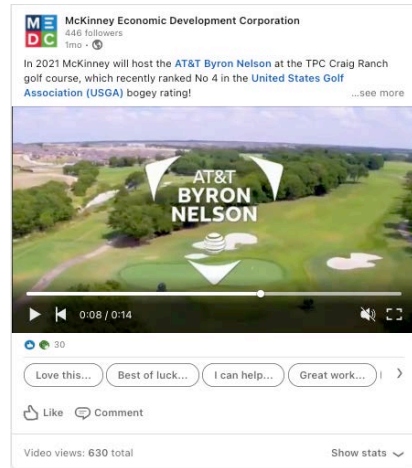 M E
D C
McKinney Economic Development Corporation
446 followers
1mo •
In 2021 McKinney will host the AT&T Byron Nelson at the TPC Craig Ranch
golf course, which recently ranked No 4 in the United States Golf
Association (USGA) bogey rating!
...see more
AT&T
BYRON
NELSON
0:08 / 0:14
30
Love this...
Best of luck...
I can help...
Great work...
Like
Comment
Video views: 630 total
Show stats